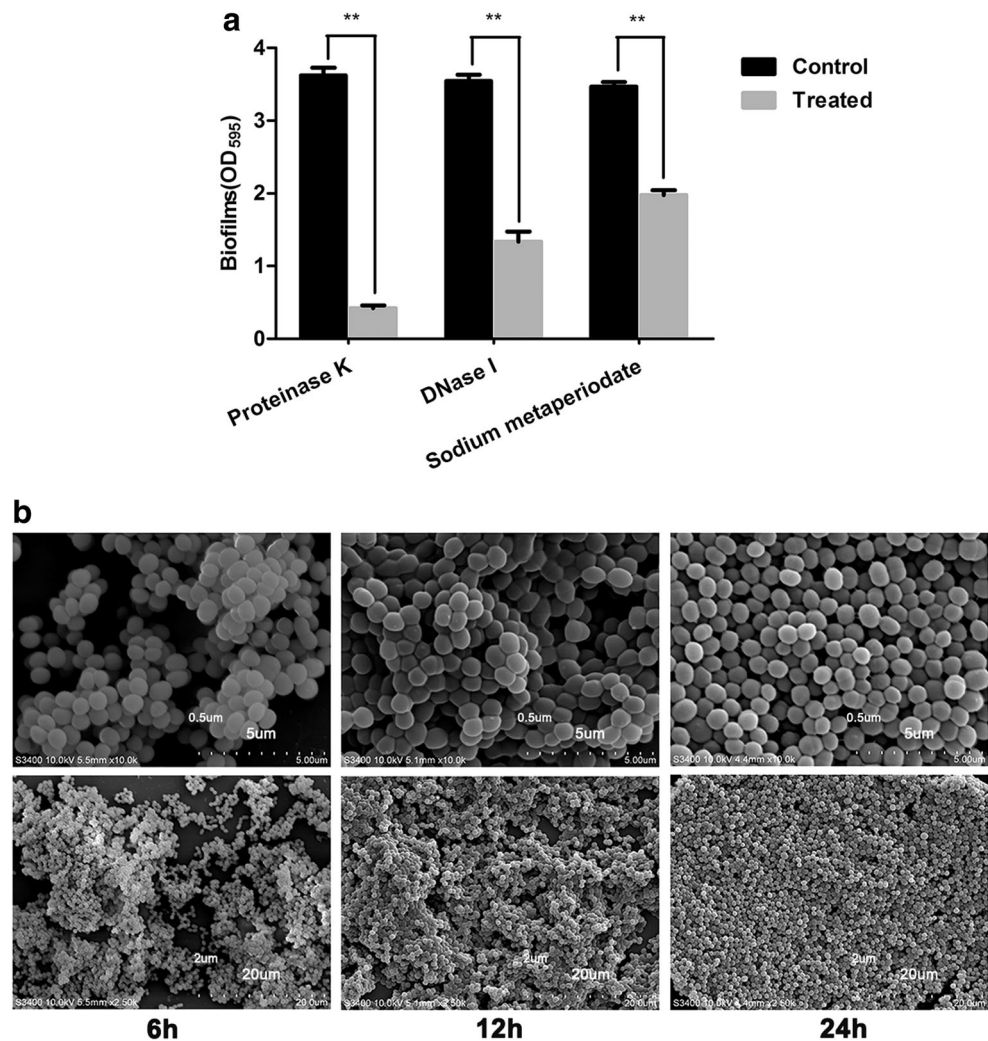 a
** ** **
4
3
2
1
0
Biofilms(OD595)
Control
Treated
Proteinase K
DNase I
Sodium metaperiodate
b
0.5um
5um
S3400 10.0kV 5.5mm x10.0k 5.00um
0.5um
5um
S3400 10.0kV 5.1mm x10.0k 5.00um
0.5um
5um
S3400 10.0kV 4.4mm x10.0k 5.00um
2um
20um
S3400 10.0kV 5.5mm x2.50k 20.0um
2um
20um
S3400 10.0kV 5.1mm x2.50k 20.0um
2um
20um
S3400 10.0kV 4.4mm x2.50k 20.0um
6h 12h 24h